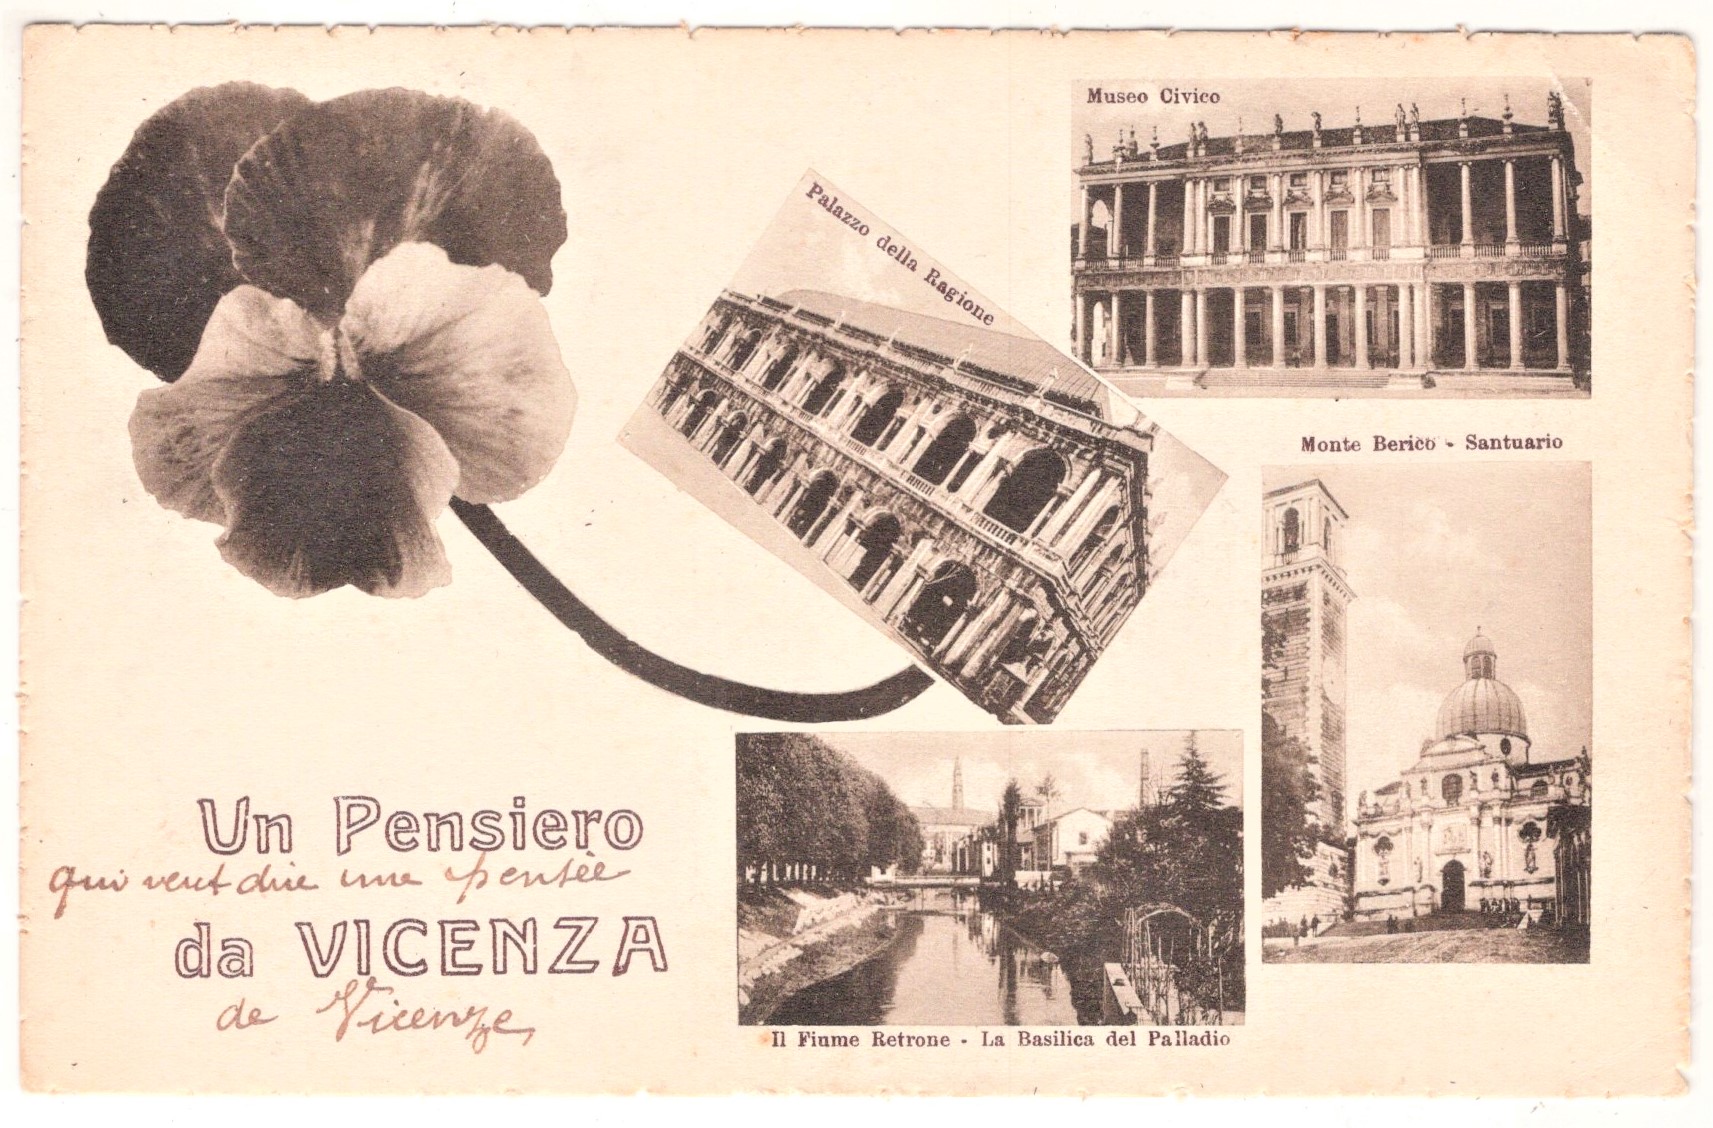 Museo Civico
Palazzo della Ragione
Monte Berico - Santuario
Un Pensiero
qui veut dire une pensée
da VICENZA
de Vicenze,
Il Fiume Retrone - La Basilica del Palladio